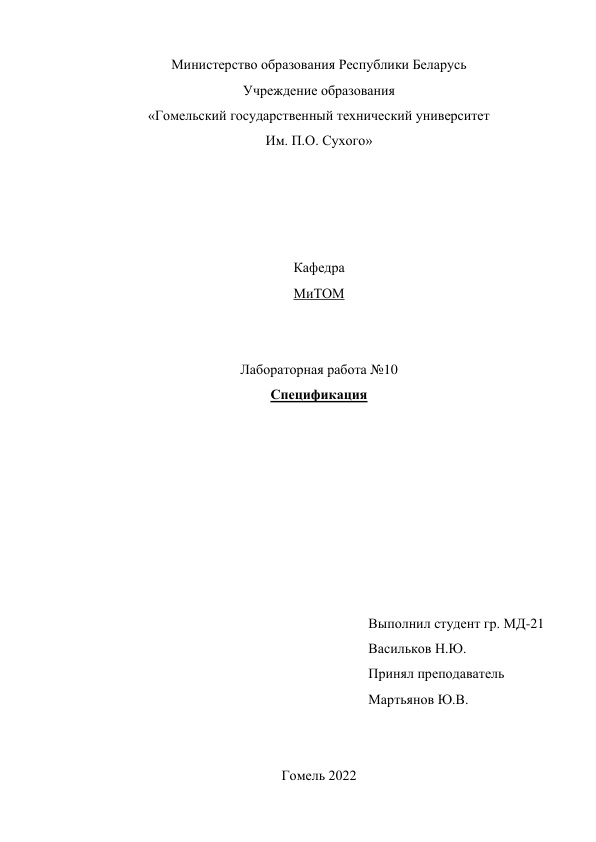 Министерство образования Республики Беларусь
Учреждение образования
«Гомельский государственный технический университет
Им. П.О. Сухого»
Кафедра
МиТОМ
Лабораторная работа №10
Спецификация
Выполнил студент гр. МД-21
Васильков Н.Ю.
Принял преподаватель
Мартьянов Ю.В.
Гомель 2022